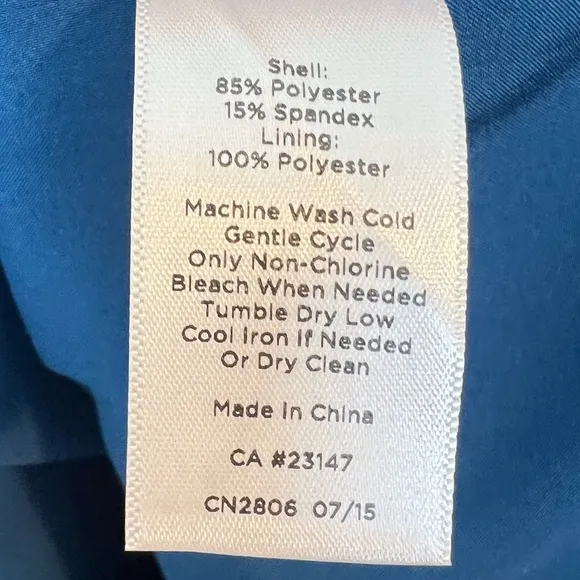 Shell:
85% Polyester
15% Spandex
Lining:
100% Polyester
Machine Wash Cold
Gentle Cycle
Only Non-Chlorine
Bleach When Needed
Tumble Dry Low
Cool Iron If Needed
Or Dry Clean
Made In China
CA #23147
CN2806 07/15